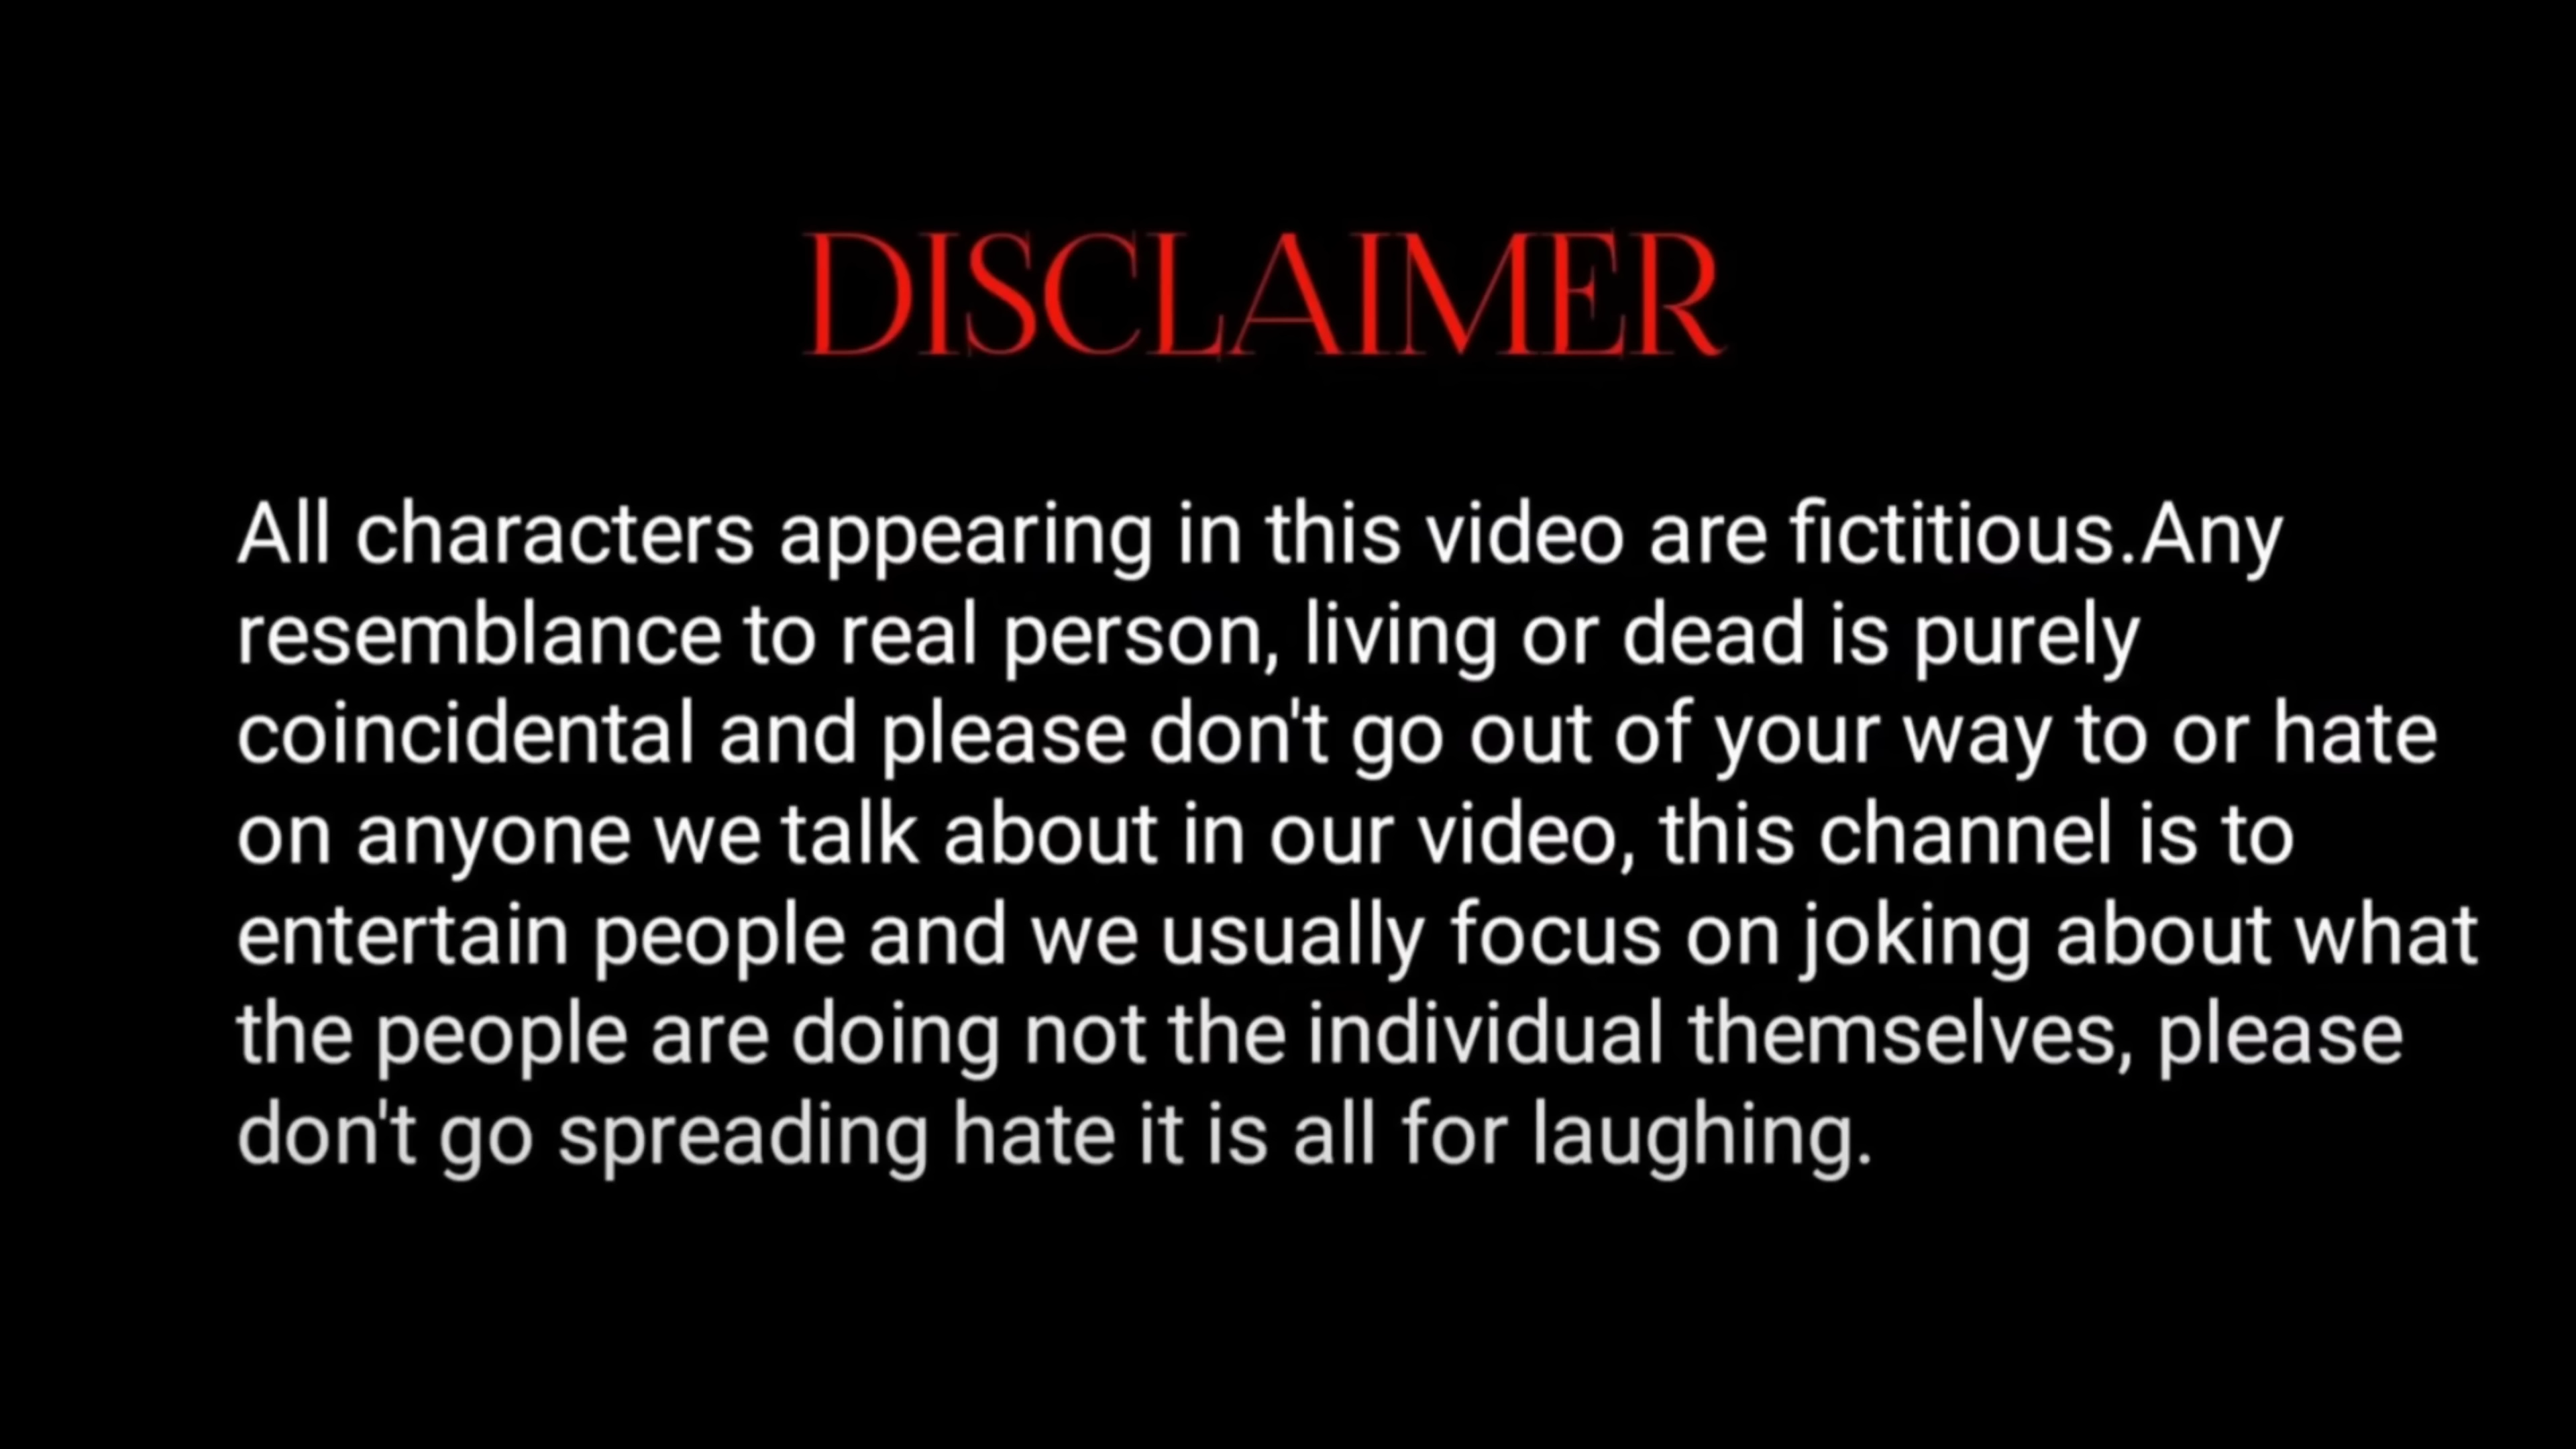 DISCLAIMER
All characters appearing in this video are fictitious.Any
resemblance to real person, living or dead is purely
coincidental and please don't go out of your way to or hate
on anyone we talk about in our video, this channel is to
entertain people and we usually focus on joking about what
the people are doing not the individual themselves, please
don't go spreading hate it is all for laughing.